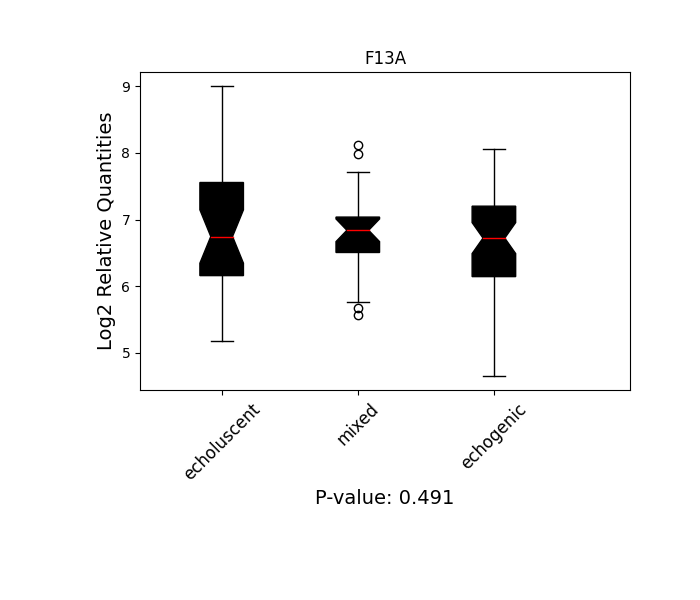 F13A
Log2 Relative Quantities
9
8
7
6
5
echoluscent
mixed
echogenic
P-value: 0.491